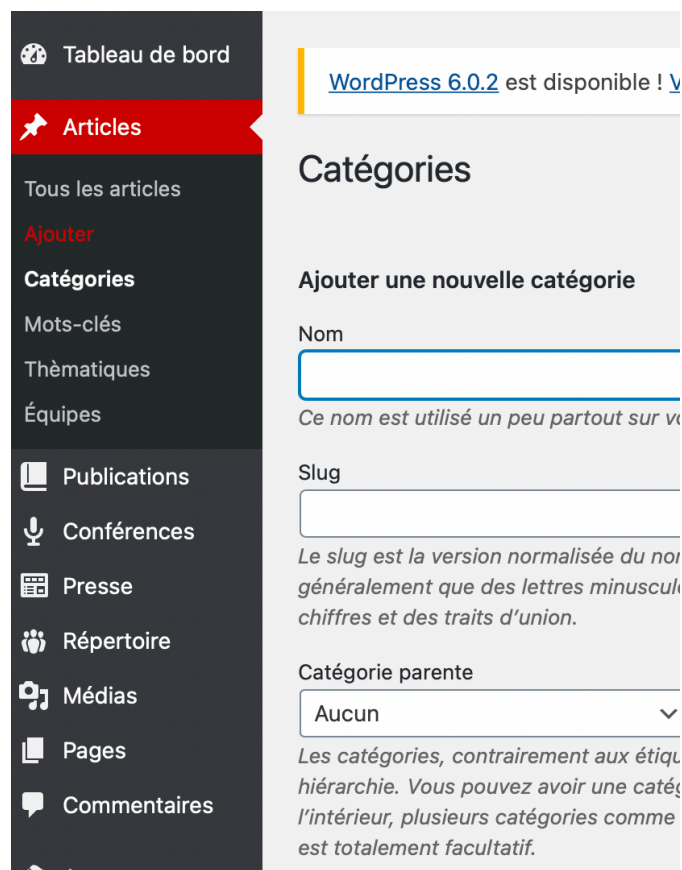 Tableau de bord
Articles
Tous les articles
Ajouter
Catégories
Mots-clés
Thèmatiques
Équipes
Publications
Conférences
Presse
Répertoire
Médias
Pages
Commentaires
WordPress 6.0.2 est disponible ! V
Catégories
Ajouter une nouvelle catégorie
Nom
Ce nom est utilisé un peu partout sur vo
Slug
Le slug est la version normalisée du nom
généralement que des lettres minuscule
chiffres et des traits d’union.
Catégorie parente
Aucun
Les catégories, contrairement aux étiqu
hiérarchie. Vous pouvez avoir une catég
l’intérieur, plusieurs catégories comme
est totalement facultatif.